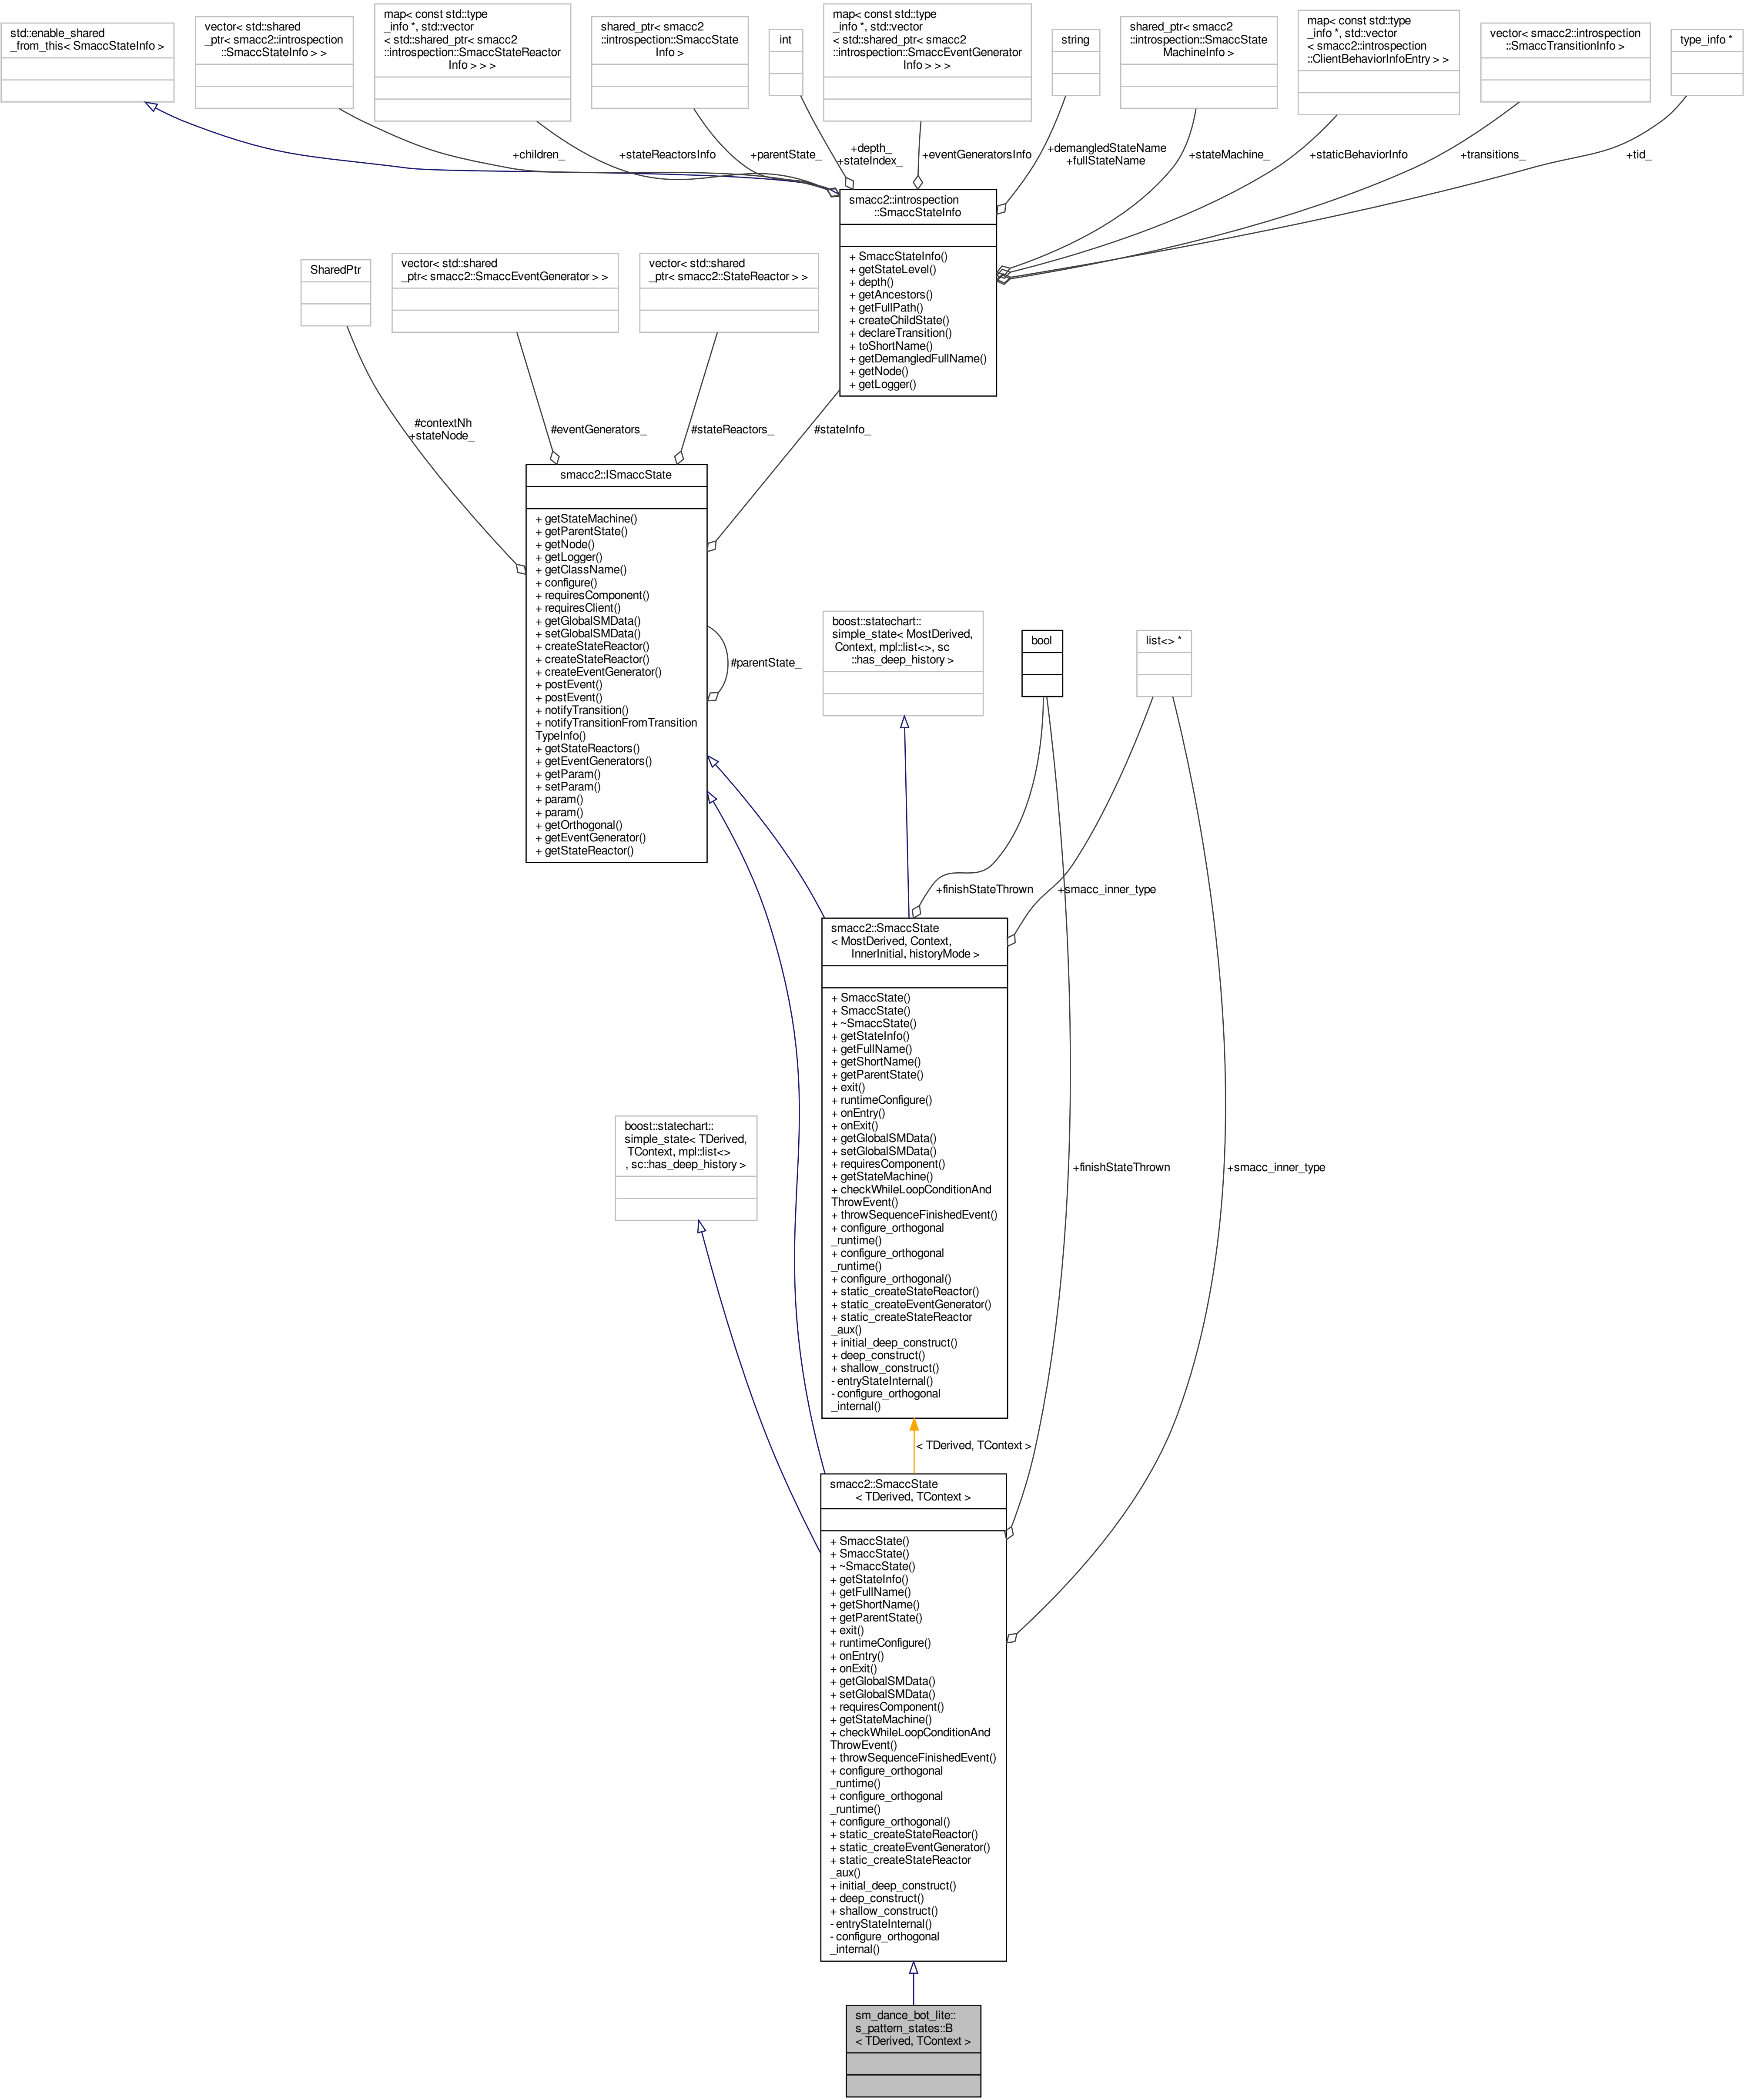 std::enable_shared
_from_this< SmaccStateInfo >
vector< std::shared
_ptr< smacc2::introspection
::SmaccStateInfo > >
map< const std::type
_info *, std::vector
< std::shared_ptr< smacc2
::introspection::SmaccStateReactor
Info > > >
shared_ptr< smacc2
::introspection::SmaccState
Info >
int
map< const std::type
_info *, std::vector
< std::shared_ptr< smacc2
::introspection::SmaccEventGenerator
Info > > >
string
shared_ptr< smacc2
::introspection::SmaccState
MachineInfo >
map< const std::type
_info *, std::vector
< smacc2::introspection
::ClientBehaviorInfoEntry > >
vector< smacc2::introspection
::SmaccTransitionInfo >
type_info *
+children_
+stateReactorsInfo
+parentState_
+depth_
+stateIndex_
+eventGeneratorsInfo
+demangledStateName
+fullStateName
+stateMachine_
+staticBehaviorInfo
+transitions_
+tid_
smacc2::introspection
::SmaccStateInfo
+ SmaccStateInfo()
+ getStateLevel()
+ depth()
+ getAncestors()
+ getFullPath()
+ createChildState()
+ declareTransition()
+ toShortName()
+ getDemangledFullName()
+ getNode()
+ getLogger()
SharedPtr
vector< std::shared
_ptr< smacc2::SmaccEventGenerator > >
vector< std::shared
_ptr< smacc2::StateReactor > >
#contextNh
+stateNode_
#eventGenerators_
#stateReactors_
#stateInfo_
smacc2::ISmaccState
+ getStateMachine()
+ getParentState()
+ getNode()
+ getLogger()
+ getClassName()
+ configure()
+ requiresComponent()
+ requiresClient()
+ getGlobalSMData()
+ setGlobalSMData()
+ createStateReactor()
+ createStateReactor()
+ createEventGenerator()
+ postEvent()
+ postEvent()
+ notifyTransition()
+ notifyTransitionFromTransition
TypeInfo()
+ getStateReactors()
+ getEventGenerators()
+ getParam()
+ setParam()
+ param()
+ param()
+ getOrthogonal()
+ getEventGenerator()
+ getStateReactor()
#parentState_
boost::statechart::
simple_state< MostDerived,
Context, mpl::list<>, sc
::has_deep_history >
bool
list<> *
+finishStateThrown
+smacc_inner_type
smacc2::SmaccState
< MostDerived, Context,
InnerInitial, historyMode >
+ SmaccState()
+ SmaccState()
+ ~SmaccState()
+ getStateInfo()
+ getFullName()
+ getShortName()
+ getParentState()
+ exit()
+ runtimeConfigure()
+ onEntry()
+ onExit()
+ getGlobalSMData()
+ setGlobalSMData()
+ requiresComponent()
+ getStateMachine()
+ checkWhileLoopConditionAnd
ThrowEvent()
+ throwSequenceFinishedEvent()
+ configure_orthogonal
_runtime()
+ configure_orthogonal
_runtime()
+ configure_orthogonal()
+ static_createStateReactor()
+ static_createEventGenerator()
+ static_createStateReactor
_aux()
+ initial_deep_construct()
+ deep_construct()
+ shallow_construct()
- entryStateInternal()
- configure_orthogonal
_internal()
boost::statechart::
simple_state< TDerived,
TContext, mpl::list<>
, sc::has_deep_history >
+finishStateThrown
+smacc_inner_type
< TDerived, TContext >
smacc2::SmaccState
< TDerived, TContext >
+ SmaccState()
+ SmaccState()
+ ~SmaccState()
+ getStateInfo()
+ getFullName()
+ getShortName()
+ getParentState()
+ exit()
+ runtimeConfigure()
+ onEntry()
+ onExit()
+ getGlobalSMData()
+ setGlobalSMData()
+ requiresComponent()
+ getStateMachine()
+ checkWhileLoopConditionAnd
ThrowEvent()
+ throwSequenceFinishedEvent()
+ configure_orthogonal
_runtime()
+ configure_orthogonal
_runtime()
+ configure_orthogonal()
+ static_createStateReactor()
+ static_createEventGenerator()
+ static_createStateReactor
_aux()
+ initial_deep_construct()
+ deep_construct()
+ shallow_construct()
- entryStateInternal()
- configure_orthogonal
_internal()
sm_dance_bot_lite::
s_pattern_states::B
< TDerived, TContext >